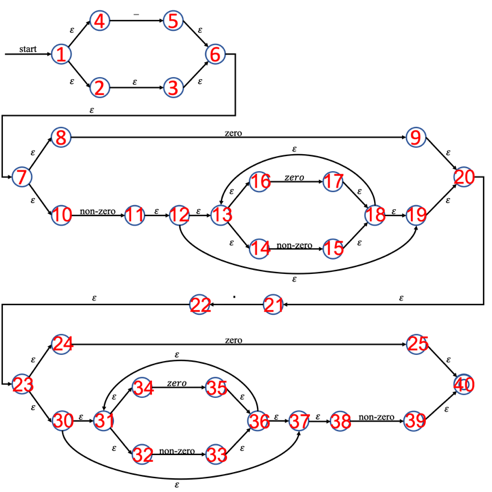 ε 4 – 5 ε
start 1 6
ε 2 ε 3 ε
ε
8 zero 9
ε ε ε
7 16 zero 17 20
ε ε ε ε
10 non-zero 11 ε 12 ε 13 18 ε 19
ε 14 non-zero 15 ε
ε
ε 22 . 21 ε
24 zero 25
ε ε ε
23 34 zero 35 40
ε ε ε
30 ε 31 36 ε 37 ε 38 non-zero 39 ε
ε 32 non-zero 33 ε
ε